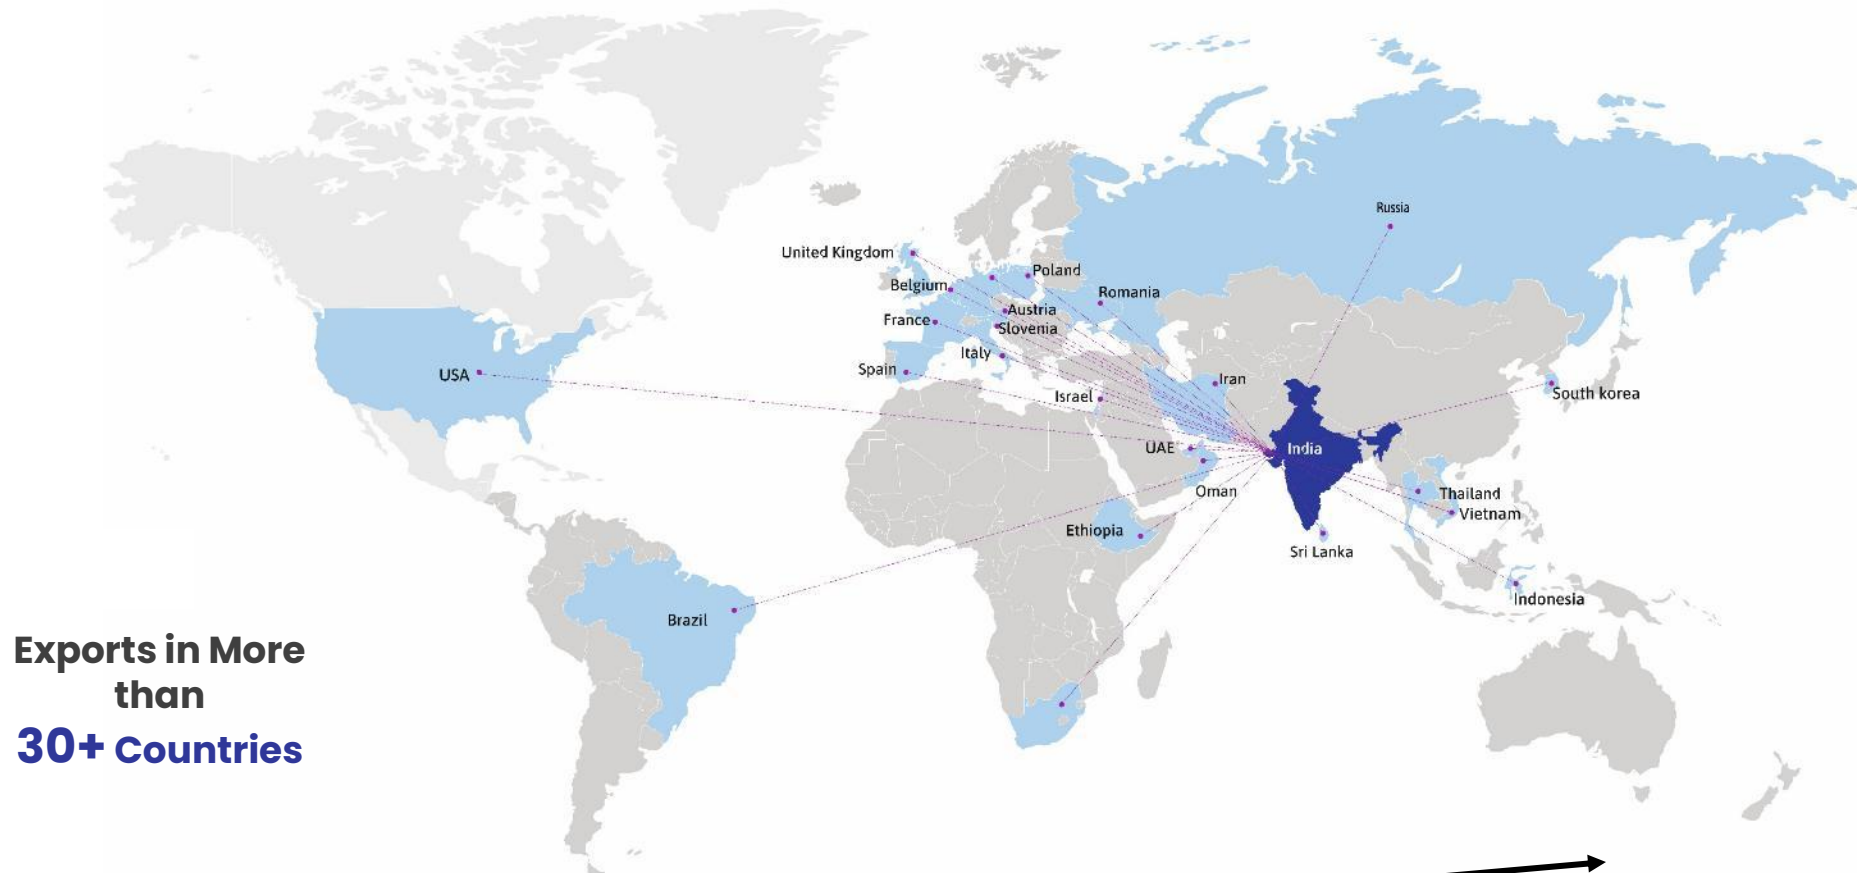 Russia
United Kingdom
Poland
Belgium
Romania
Austria
France
Slovenia
Italy
Spain
USA
Iran
Israel
South korea
UAE
India
Oman
Thailand
Vietnam
Ethiopia
Sri Lanka
Indonesia
Brazil
Exports in More
than
30+ Countries